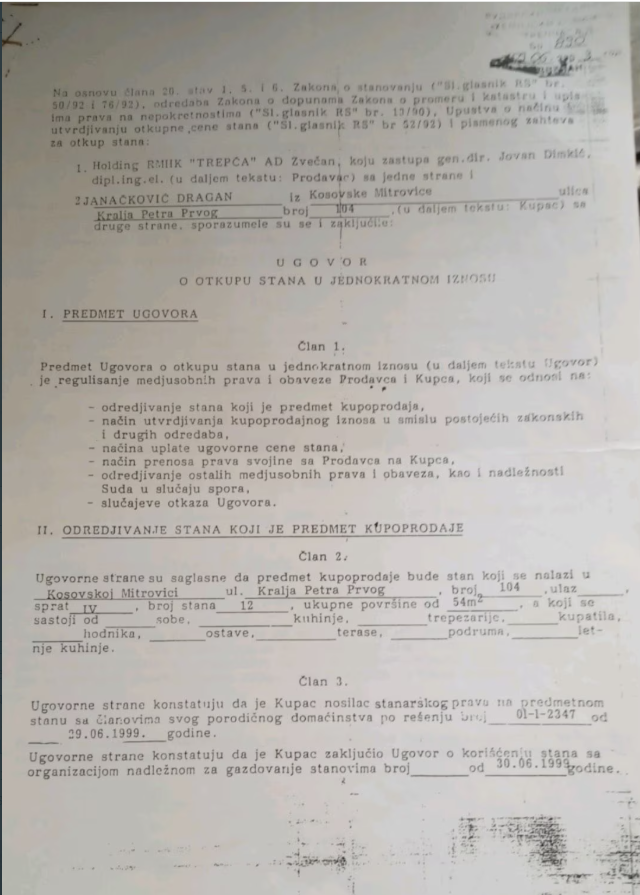 830
Na osnovu člana 20. stav 1. 5. i 6. Zakona o stanovanju ("Sl.glasnik RS" br.
50/92 i 76/92), odredaba Zakona o dopunama Zakona o promeru i katastru i upis
ima prava na nepokretnostima ("Sl.glasnik RS" br. Upustva o načinu
utvrdjivanju otkupne cene stana ("Sl.glasnik RS" br 52/92) i pismenog zahteva
za otkup stana:
1. Holding RMHK "TREPČA" AD Zvečan, koju zastupa gen.dir. Jovan Dimkić,
dipl.ing.el. (u daljem tekstu: Prodavac) sa jedne strane i
2 JANAČKOVIĆ DRAGAN iz Kosovske Mitrovice ulica
Kralja Petra Prvog broj 104 ,(u daljem tekstu: Kupac) sa
druge strane, sporazumele su se i zaključile:
U G O V O R
O OTKUPU STANA U JEDNOKRATNOM IZNOSU
I. PREDMET UGOVORA
Član 1.
Predmet Ugovora o otkupu stana u jednokratnom iznosu (u daljem tekstu Ugovor)
je regulisanje medjusobnih prava i obaveze Prodavca i Kupca, koji se odnosi na:
- odredjivanje stana koji je predmet kupoprodaja,
- način utvrdjivanja kupoprodajnog iznosa u smislu postojećih zakonskih
i drugih odredaba,
- načina uplate ugovorne cene stana,
- način prenosa prava svojine sa Prodavca na Kupca,
- odredjivanje ostalih medjusobnih prava i obaveza, kao i nadležnosti
Suda u slučaju spora,
- slučajeve otkaza Ugovora.
II. ODREDJIVANJE STANA KOJI JE PREDMET KUPOPRODAJE
Član 2.
Ugovorne strane su saglasne da predmet kupoprodaje bude stan koji se nalazi u
Kosovskoj Mitrovici ul. Kralja Petra Prvog , broj 104 ,ulaz ,
sprat IV , broj stana 12 , ukupne površine od 54m² , a koji se
sastoji od sobe, kuhinje, trepezarije, kupatila,
hodnika, ostave, terase, podruma, let-
nje kuhinje.
Član 3.
Ugovorne strane konstatuju da je Kupac nosilac stanarskog prava na predmetnom
stanu sa članovima svog porodičnog domaćinstva po rešenju broj 01-1-2347 od
29.06.1999. godine.
Ugovorne strane konstatuju da je Kupac zaključio Ugovor o korišćenju stana sa
organizacijom nadležnom za gazdovanje stanovima broj od 30.06.1999 godine.